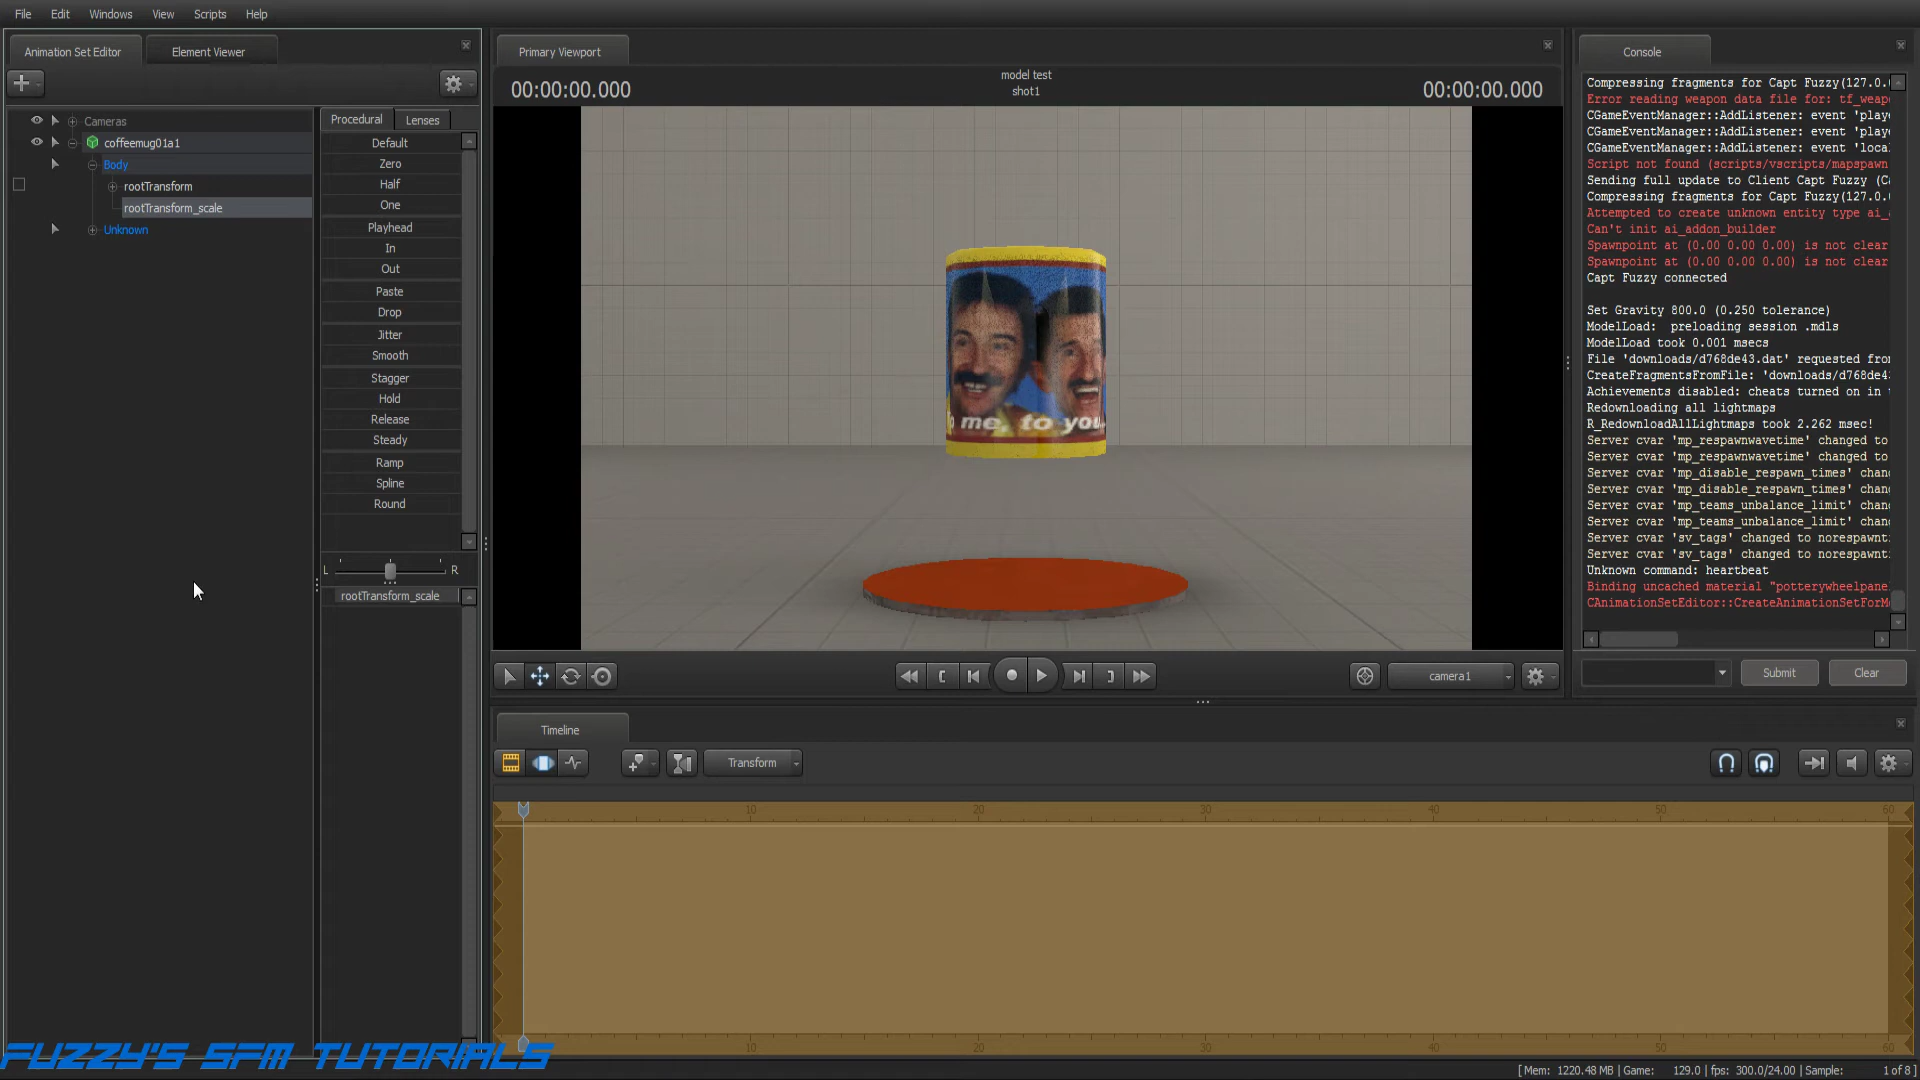 File Edit Windows View Scripts Help
Animation Set Editor
Element Viewer
Cameras
coffeemug01a1
Body
rootTransform
rootTransform_scale
Unknown
Procedural
Lenses
Default
Zero
Half
One
Playhead
In
Out
Paste
Drop
Jitter
Smooth
Stagger
Hold
Release
Steady
Ramp
Spline
Round
L
R
rootTransform_scale
Primary Viewport
00:00:00.000
model test
shot1
00:00:00.000
me, to you
camera1
Console
Compressing fragments for Capt Fuzzy(127.0.
Error reading weapon data file for: tf_weap
CGameEventManager::AddListener: event 'play
CGameEventManager::AddListener: event 'play
CGameEventManager::AddListener: event 'loca
Script not found (scripts/vscripts/mapspawn
Sending full update to Client Capt Fuzzy (C
Compressing fragments for Capt Fuzzy(127.0.
Attempted to create unknown entity type ai_
Can't init ai_addon_builder
Spawnpoint at (0.00 0.00 0.00) is not clear
Spawnpoint at (0.00 0.00 0.00) is not clear
Capt Fuzzy connected
Set Gravity 800.0 (0.250 tolerance)
ModelLoad: preloading session .mdls
ModelLoad took 0.001 msecs
File 'downloads/d768de43.dat' requested from
CreateFragmentsFromFile: 'downloads/d768de4
Achievements disabled: cheats turned on in
Redownloading all lightmaps
R_RedownloadAllLightmaps took 2.262 msec!
Server cvar 'mp_respawnwavetime' changed to
Server cvar 'mp_respawnwavetime' changed to
Server cvar 'mp_disable_respawn_times' chan
Server cvar 'mp_disable_respawn_times' chan
Server cvar 'mp_teams_unbalance_limit' chan
Server cvar 'mp_teams_unbalance_limit' chan
Server cvar 'sv_tags' changed to norespawnt
Server cvar 'sv_tags' changed to norespawnt
Unknown command: heartbeat
Binding uncached material "potterywheelpane
CAnimationSetEditor::CreateAnimationSetForM
Submit
Clear
Timeline
Transform
10 20 30 40 50 60
10 20 30 40 50 60
FUZZY'S SFM TUTORIALS
[ Mem: 1220.48 MB | Game: 129.0 | fps: 300.0/24.00 | Sample: 1 of 8 ]